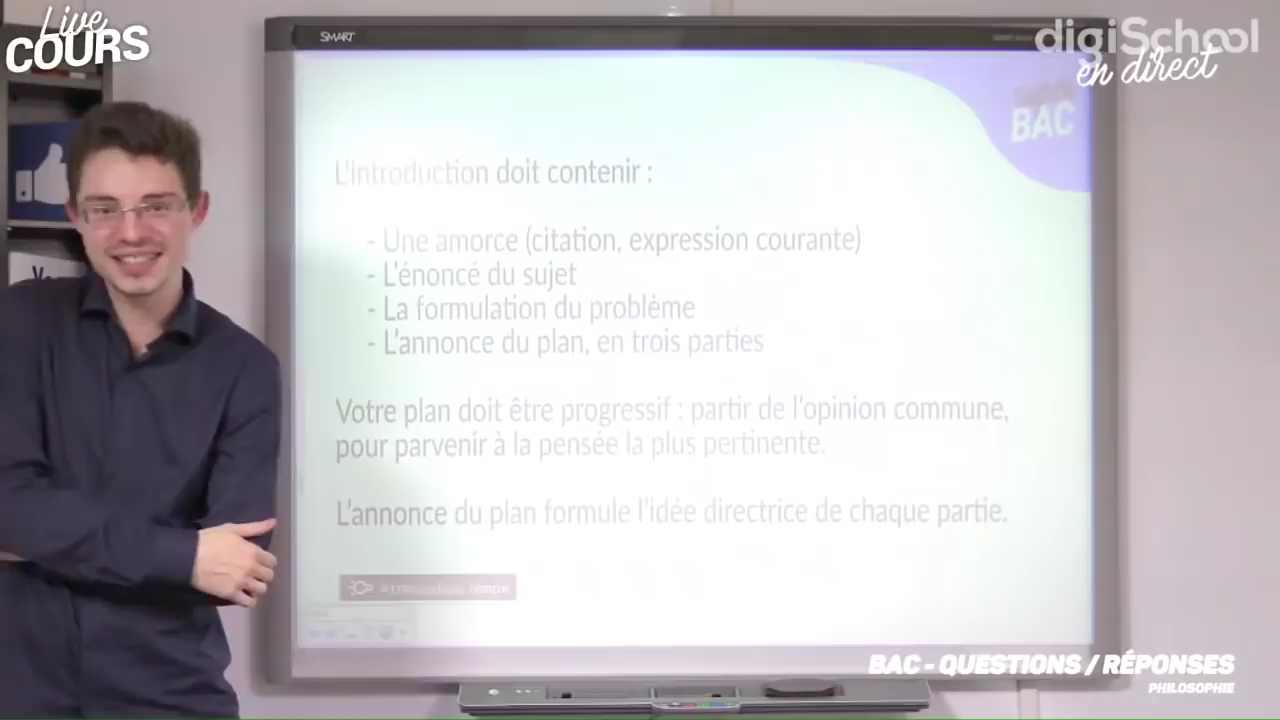 Live
COURS
SMART
digiSchool
en direct
BAC
L'introduction doit contenir :
- Une amorce (citation, expression courante)
- L'énoncé du sujet
- La formulation du problème
- L'annonce du plan, en trois parties
Votre plan doit être progressif : partir de l'opinion commune,
pour parvenir à la pensée la plus pertinente.
L'annonce du plan formule l'idée directrice de chaque partie.
BAC - QUESTIONS / RÉPONSES
PHILOSOPHIE